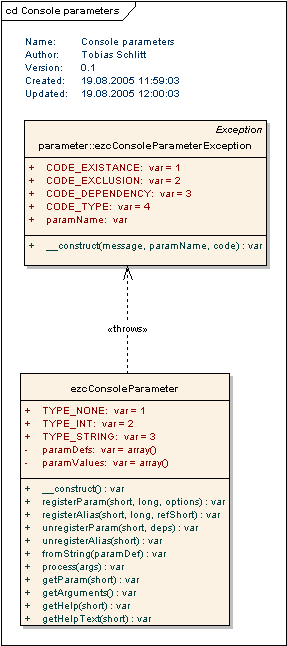 cd Console parameters
Name: Console parameters
Author: Tobias Schlitt
Version: 0.1
Created: 19.08.2005 11:59:03
Updated: 19.08.2005 12:00:03
Exception
parameter::ezcConsoleParameterException
+ CODE_EXISTANCE: var = 1
+ CODE_EXCLUSION: var = 2
+ CODE_DEPENDENCY: var = 3
+ CODE_TYPE: var = 4
+ paramName: var
+ __construct(message, paramName, code) : var
«throws»
ezcConsoleParameter
+ TYPE_NONE: var = 1
+ TYPE_INT: var = 2
+ TYPE_STRING: var = 3
- paramDefs: var = array()
- paramValues: var = array()
+ __construct() : var
+ registerParam(short, long, options) : var
+ registerAlias(short, long, refShort) : var
+ unregisterParam(short, deps) : var
+ unregisterAlias(short) : var
+ fromString(paramDef) : var
+ process(args) : var
+ getParam(short) : var
+ getArguments() : var
+ getHelp(short) : var
+ getHelpText(short) : var